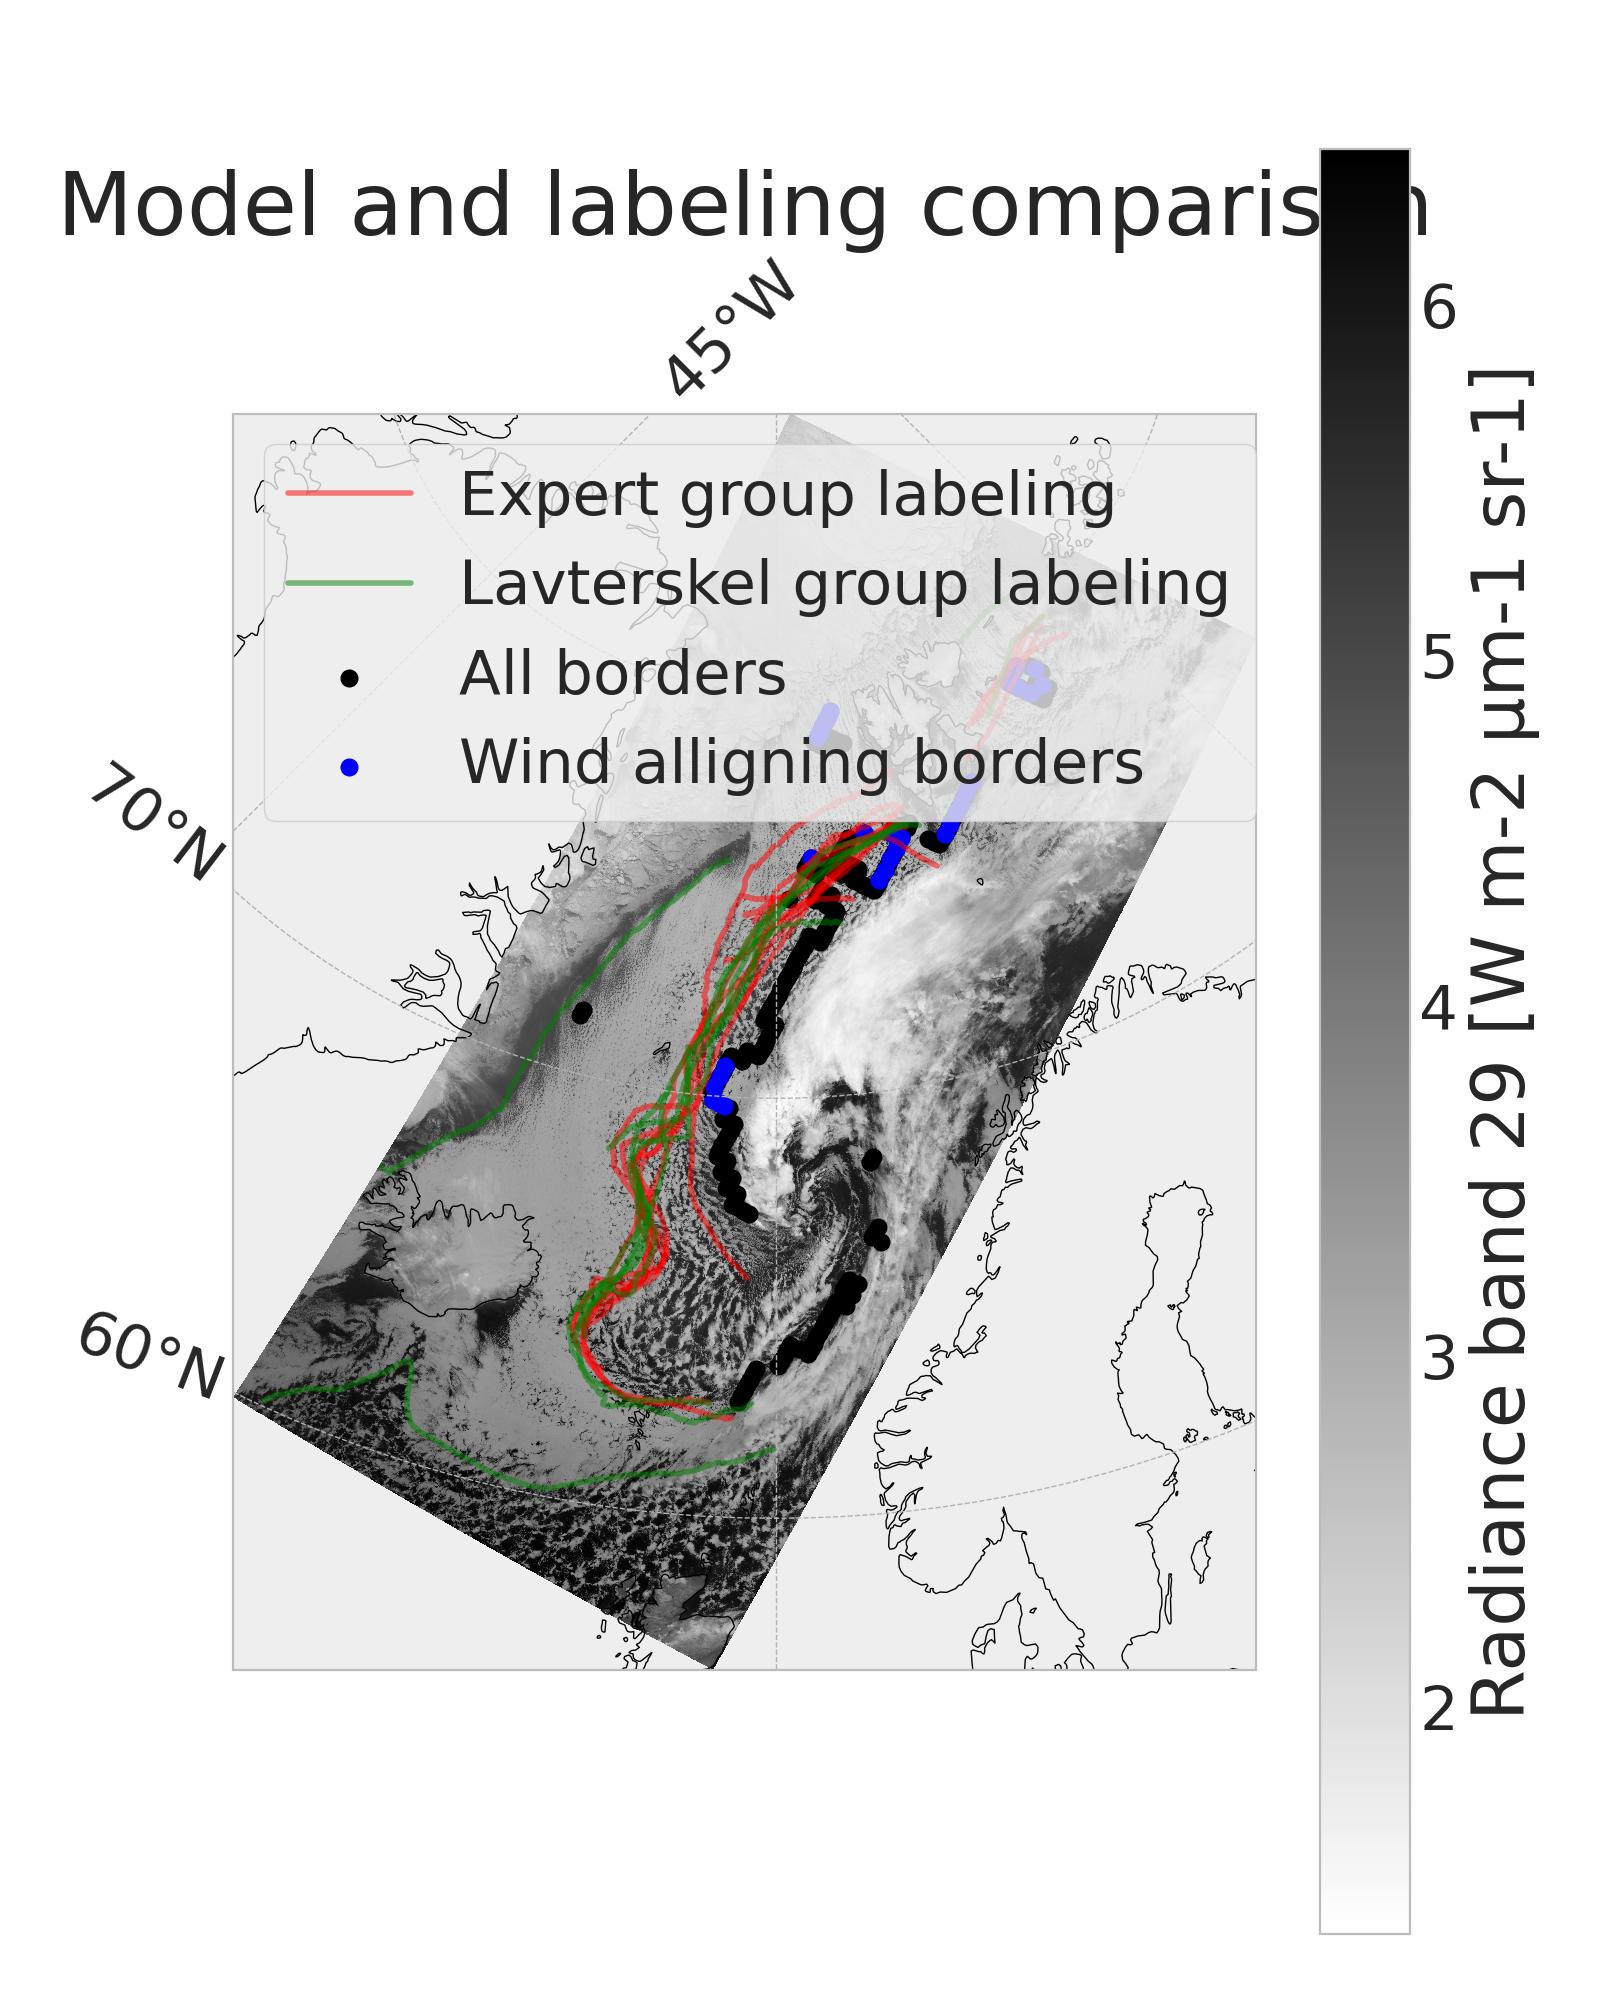 Model and labeling comparis n
45°W
Expert group labeling
Lavterskel group labeling
All borders
Wind alligning borders
70°N
60°N
6
5
4
3
2
Radiance band 29 [W m-2 µm-1 sr-1]